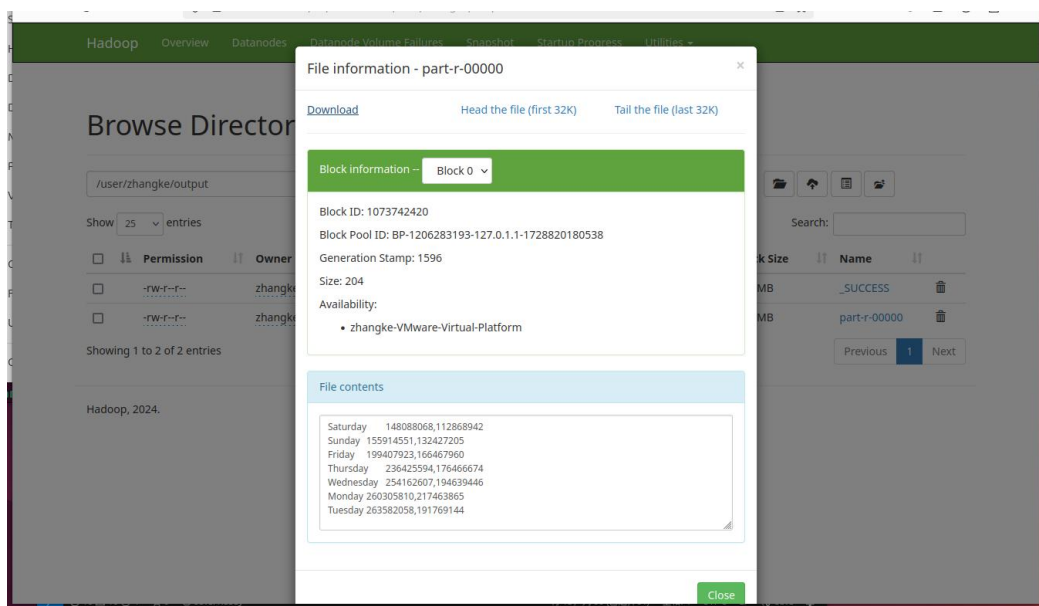 Hadoop Overview Datanodes Datanode Volume Failures Snapshot Startup Progress Utilities
File information - part-r-00000 ×
Download Head the file (first 32K) Tail the file (last 32K)
Browse Director
Block information -- Block 0
/user/zhangke/output
Block ID: 1073742420
Block Pool ID: BP-1206283193-127.0.1.1-1728820180538
Generation Stamp: 1596
Size: 204
Availability:
• zhangke-VMware-Virtual-Platform
Show 25 entries Search:
Permission Owner k Size Name
-rw-r--r-- zhangke MB _SUCCESS
-rw-r--r-- zhangke MB part-r-00000
Showing 1 to 2 of 2 entries Previous 1 Next
File contents
Saturday 148088068,112868942
Sunday 155914551,132427205
Friday 199407923,166467960
Thursday 236425594,176466674
Wednesday 254162607,194639446
Monday 260305810,217463865
Tuesday 263582058,191769144
Hadoop, 2024.
Close